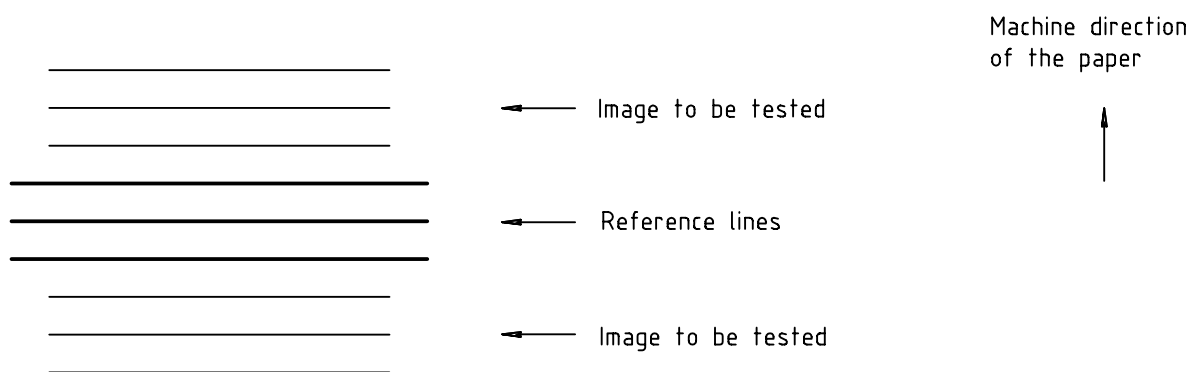 Machine direction
of the paper
Image to be tested
Reference lines
Image to be tested